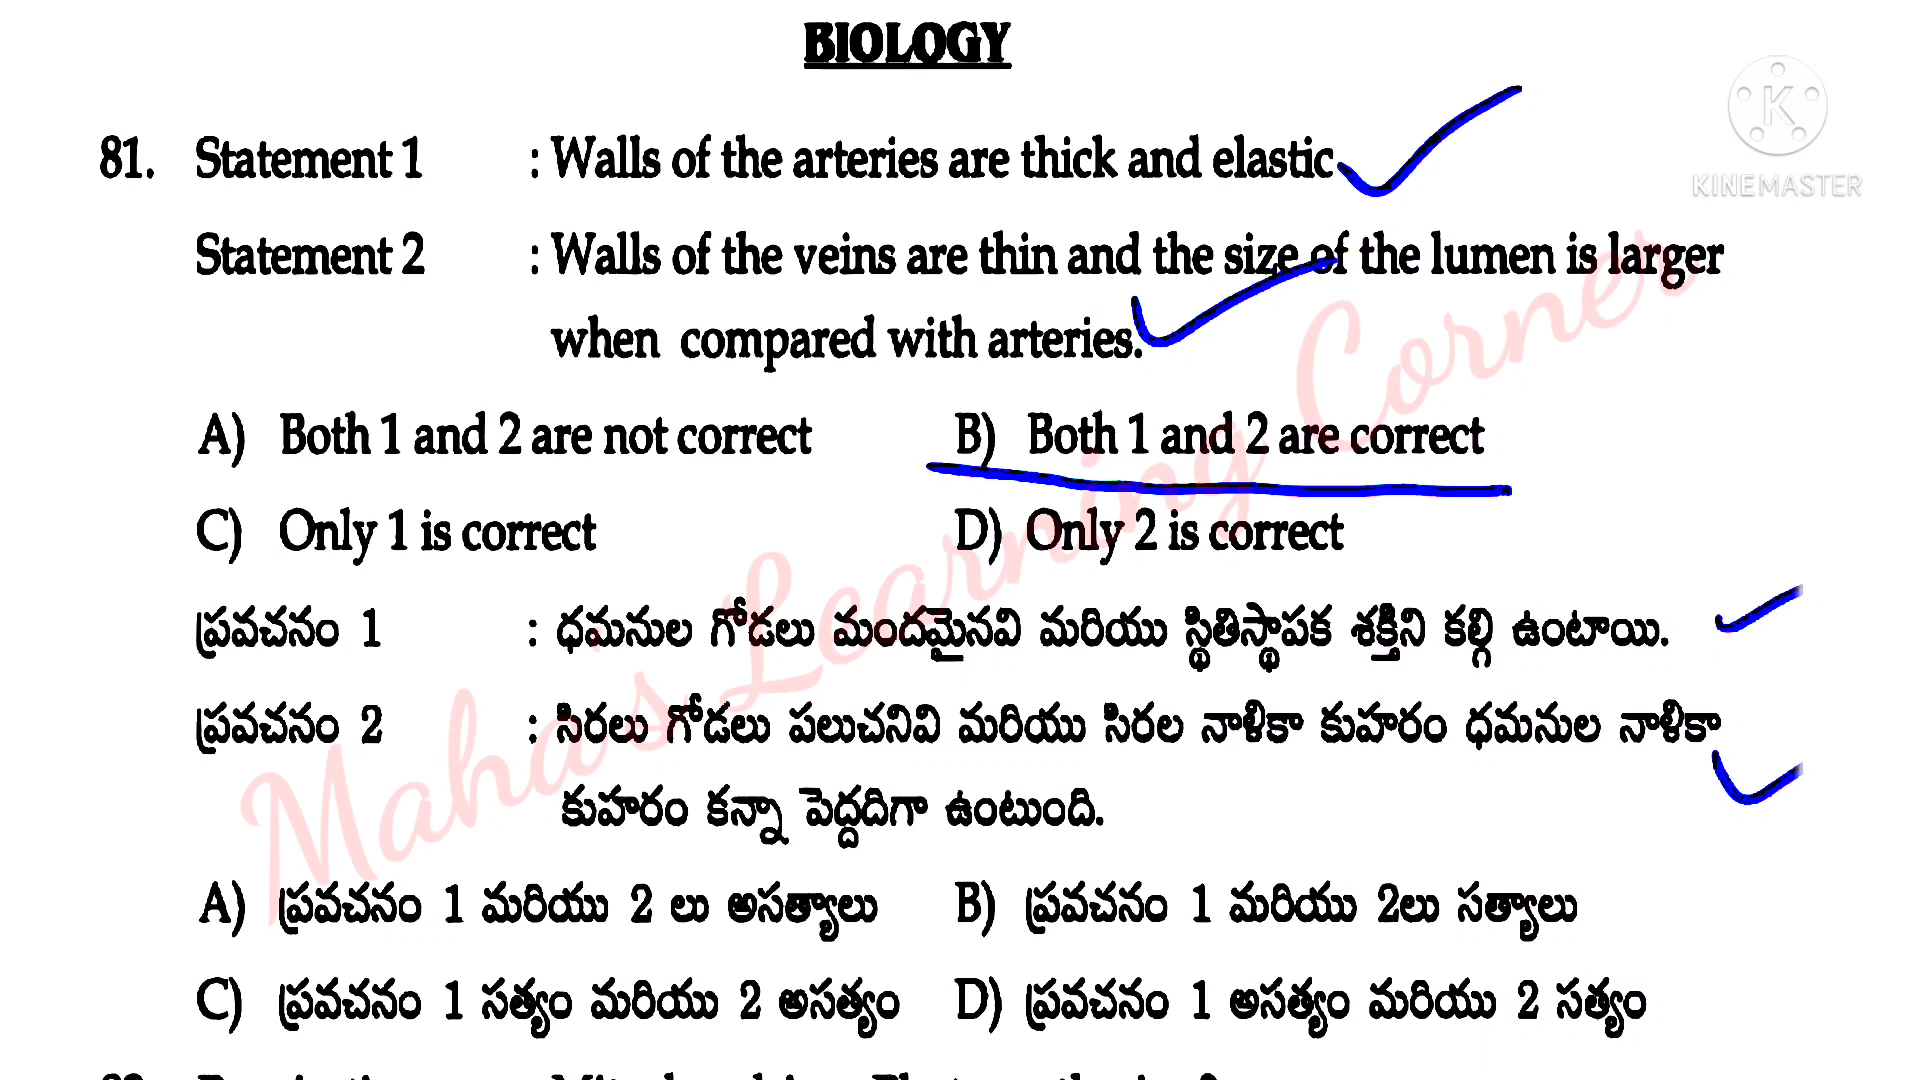 BIOLOGY
K
KINEMASTER
81. Statement 1 : Walls of the arteries are thick and elastic
Statement 2 : Walls of the veins are thin and the size of the lumen is larger
when compared with arteries.
A) Both 1 and 2 are not correct B) Both 1 and 2 are correct
C) Only 1 is correct D) Only 2 is correct
ప్రవచనం 1 : ధమనుల గోడలు మందమైనవి మరియు స్థితిస్థాపక శక్తిని కల్గి ఉంటాయి.
ప్రవచనం 2 : సిరలు గోడలు పలుచనివి మరియు సిరల నాళికా కుహరం ధమనుల నాళికా
కుహరం కన్నా పెద్దదిగా ఉంటుంది.
A) ప్రవచనం 1 మరియు 2 లు అసత్యాలు B) ప్రవచనం 1 మరియు 2లు సత్యాలు
C) ప్రవచనం 1 సత్యం మరియు 2 అసత్యం D) ప్రవచనం 1 అసత్యం మరియు 2 సత్యం
Maha's Learning Corner